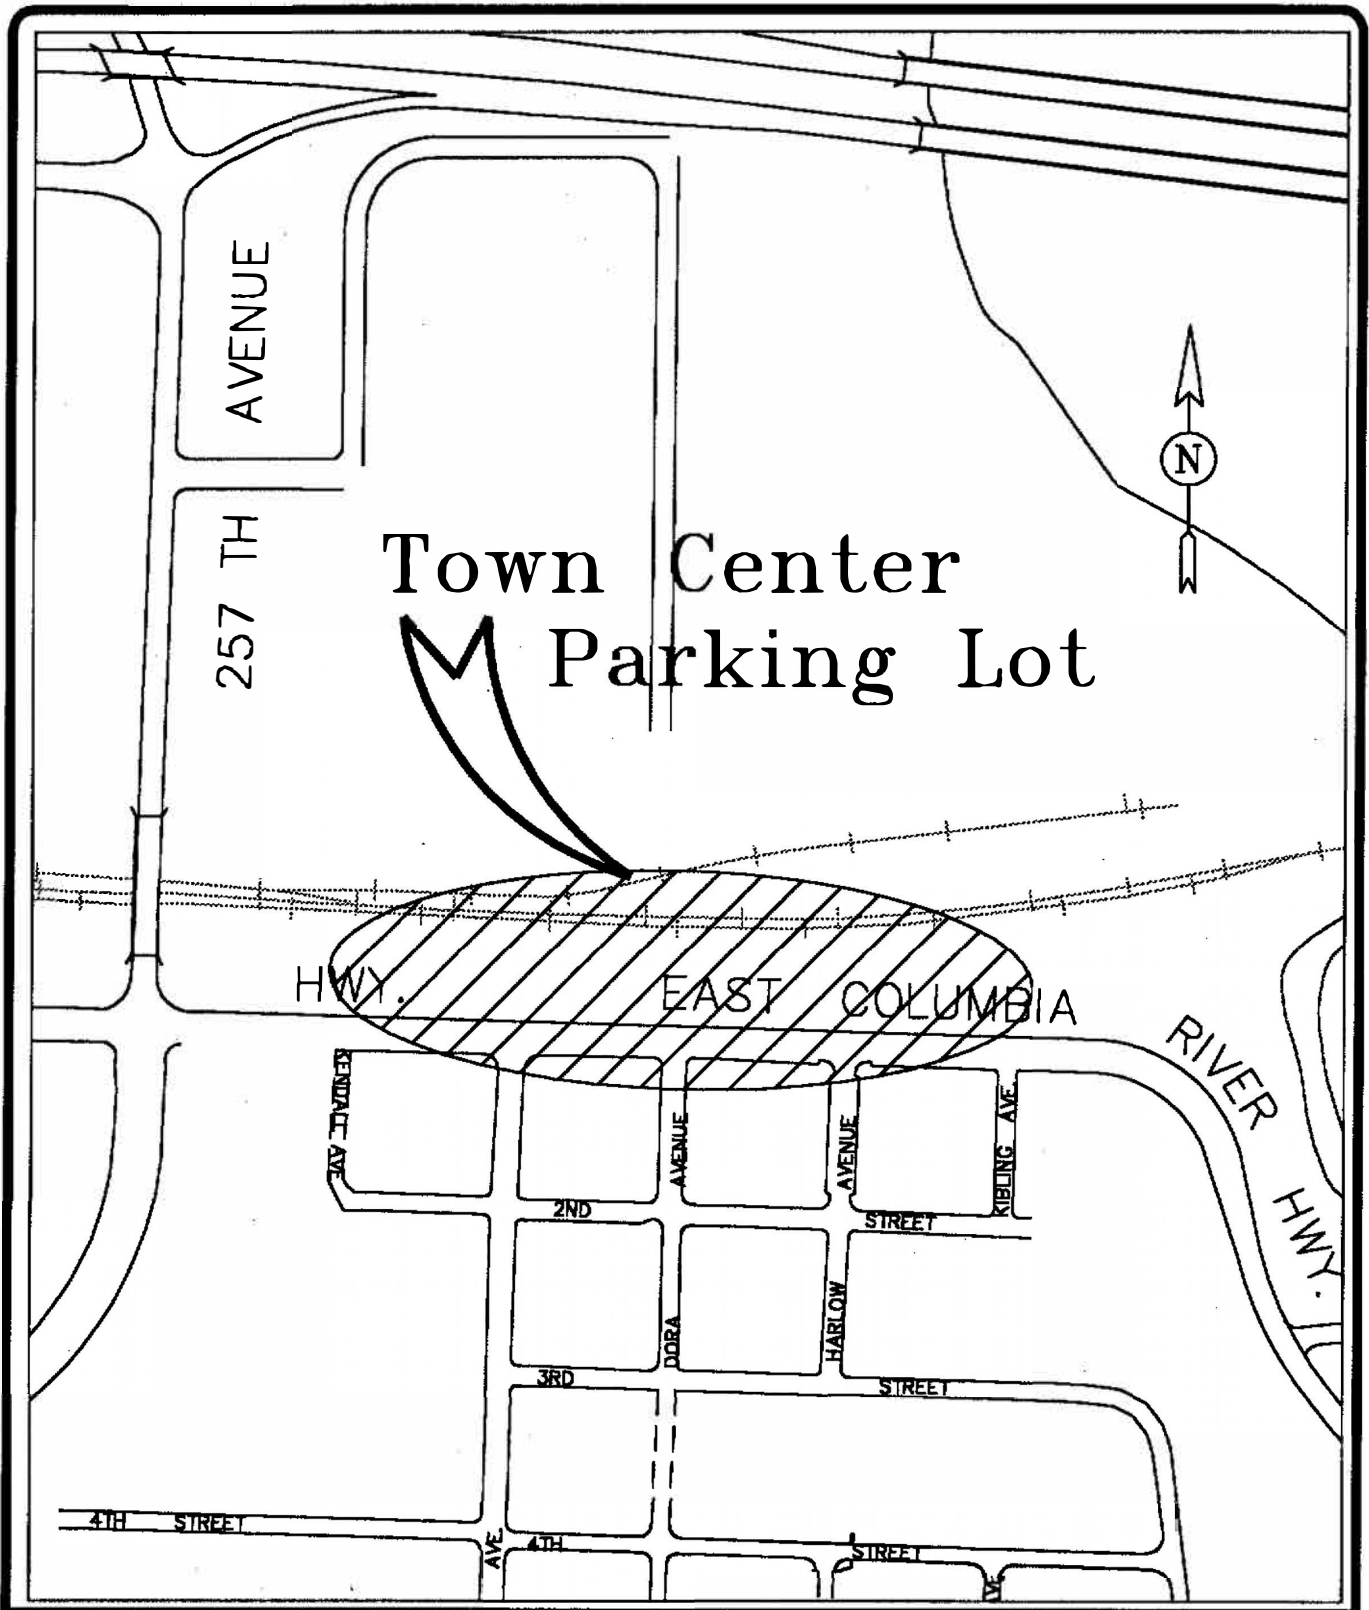 AVENUE
257 TH
N
Town Center
Parking Lot
HWY.
EAST COLUMBIA
RIVER
HWY.
KENDALL AVE
AVENUE
AVENUE
KIBLING AVE
2ND
STREET
DORA
HARLOW
3RD
STREET
4TH STREET
AVE
4TH
STREET
AVE